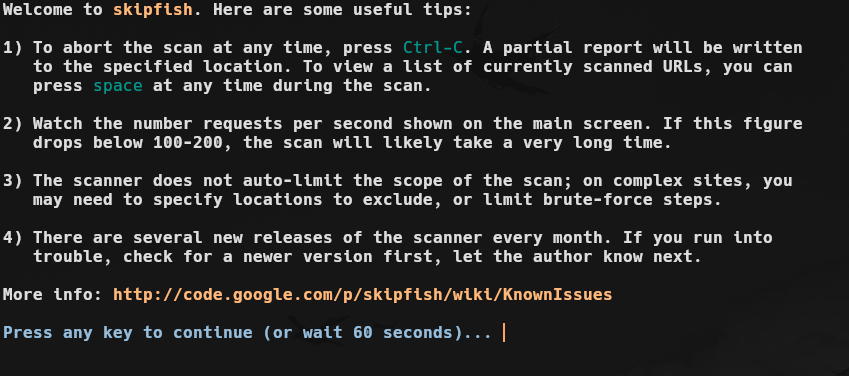 Welcome to skipfish. Here are some useful tips:
1) To abort the scan at any time, press Ctrl-C. A partial report will be written
to the specified location. To view a list of currently scanned URLs, you can
press space at any time during the scan.
2) Watch the number requests per second shown on the main screen. If this figure
drops below 100-200, the scan will likely take a very long time.
3) The scanner does not auto-limit the scope of the scan; on complex sites, you
may need to specify locations to exclude, or limit brute-force steps.
4) There are several new releases of the scanner every month. If you run into
trouble, check for a newer version first, let the author know next.
More info: http://code.google.com/p/skipfish/wiki/KnownIssues
Press any key to continue (or wait 60 seconds)...